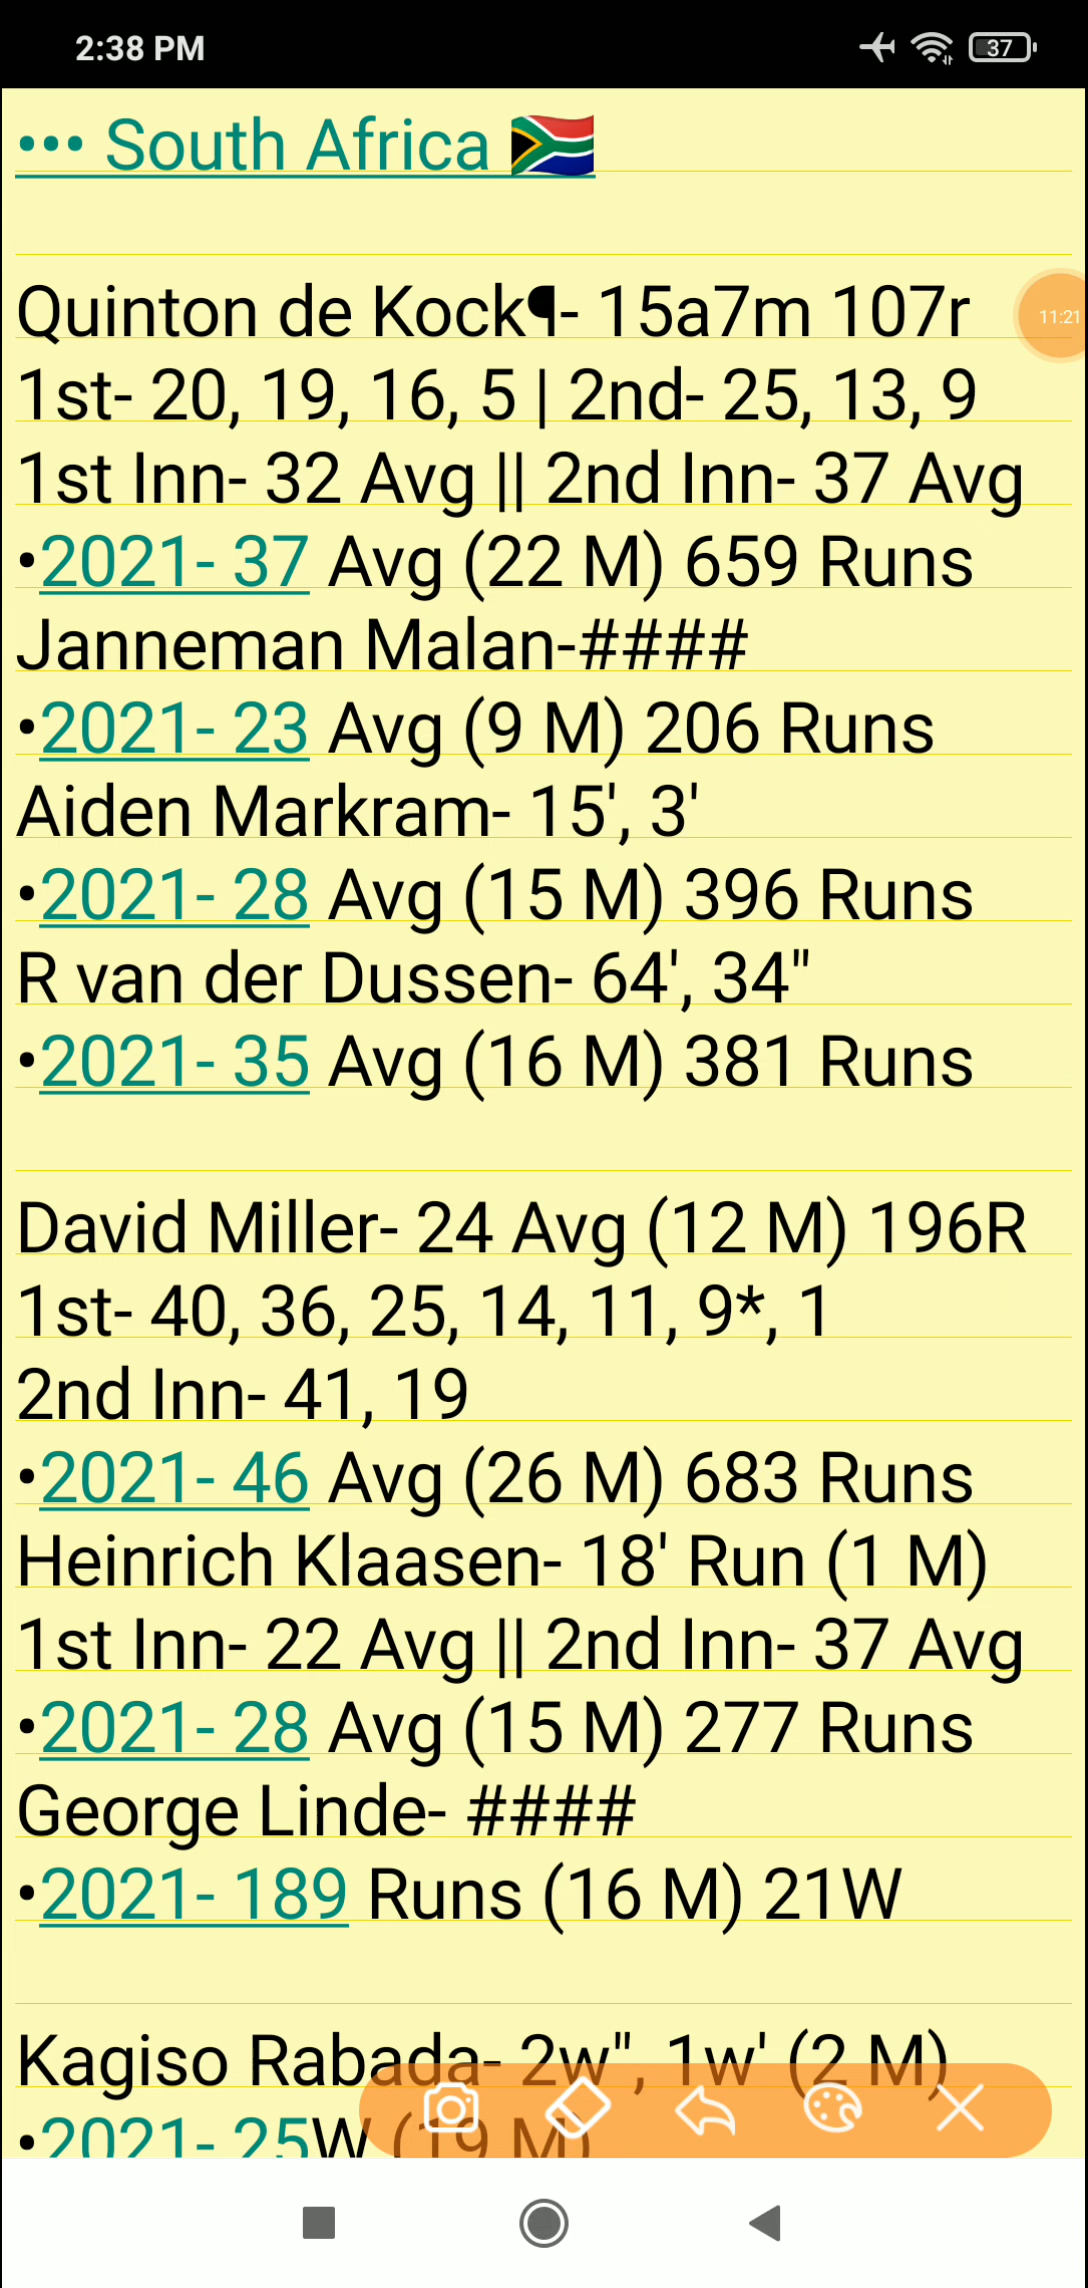 2:38 PM
37
••• South Africa 🇿🇦
Quinton de Kock¶- 15a7m 107r
11:21
1st- 20, 19, 16, 5 | 2nd- 25, 13, 9
1st Inn- 32 Avg || 2nd Inn- 37 Avg
•2021- 37 Avg (22 M) 659 Runs
Janneman Malan-####
•2021- 23 Avg (9 M) 206 Runs
Aiden Markram- 15', 3'
•2021- 28 Avg (15 M) 396 Runs
R van der Dussen- 64', 34"
•2021- 35 Avg (16 M) 381 Runs
David Miller- 24 Avg (12 M) 196R
1st- 40, 36, 25, 14, 11, 9*, 1
2nd Inn- 41, 19
•2021- 46 Avg (26 M) 683 Runs
Heinrich Klaasen- 18' Run (1 M)
1st Inn- 22 Avg || 2nd Inn- 37 Avg
•2021- 28 Avg (15 M) 277 Runs
George Linde- ####
•2021- 189 Runs (16 M) 21W
Kagiso Rabada- 2w", 1w' (2 M)
•2021- 25W (19 M)